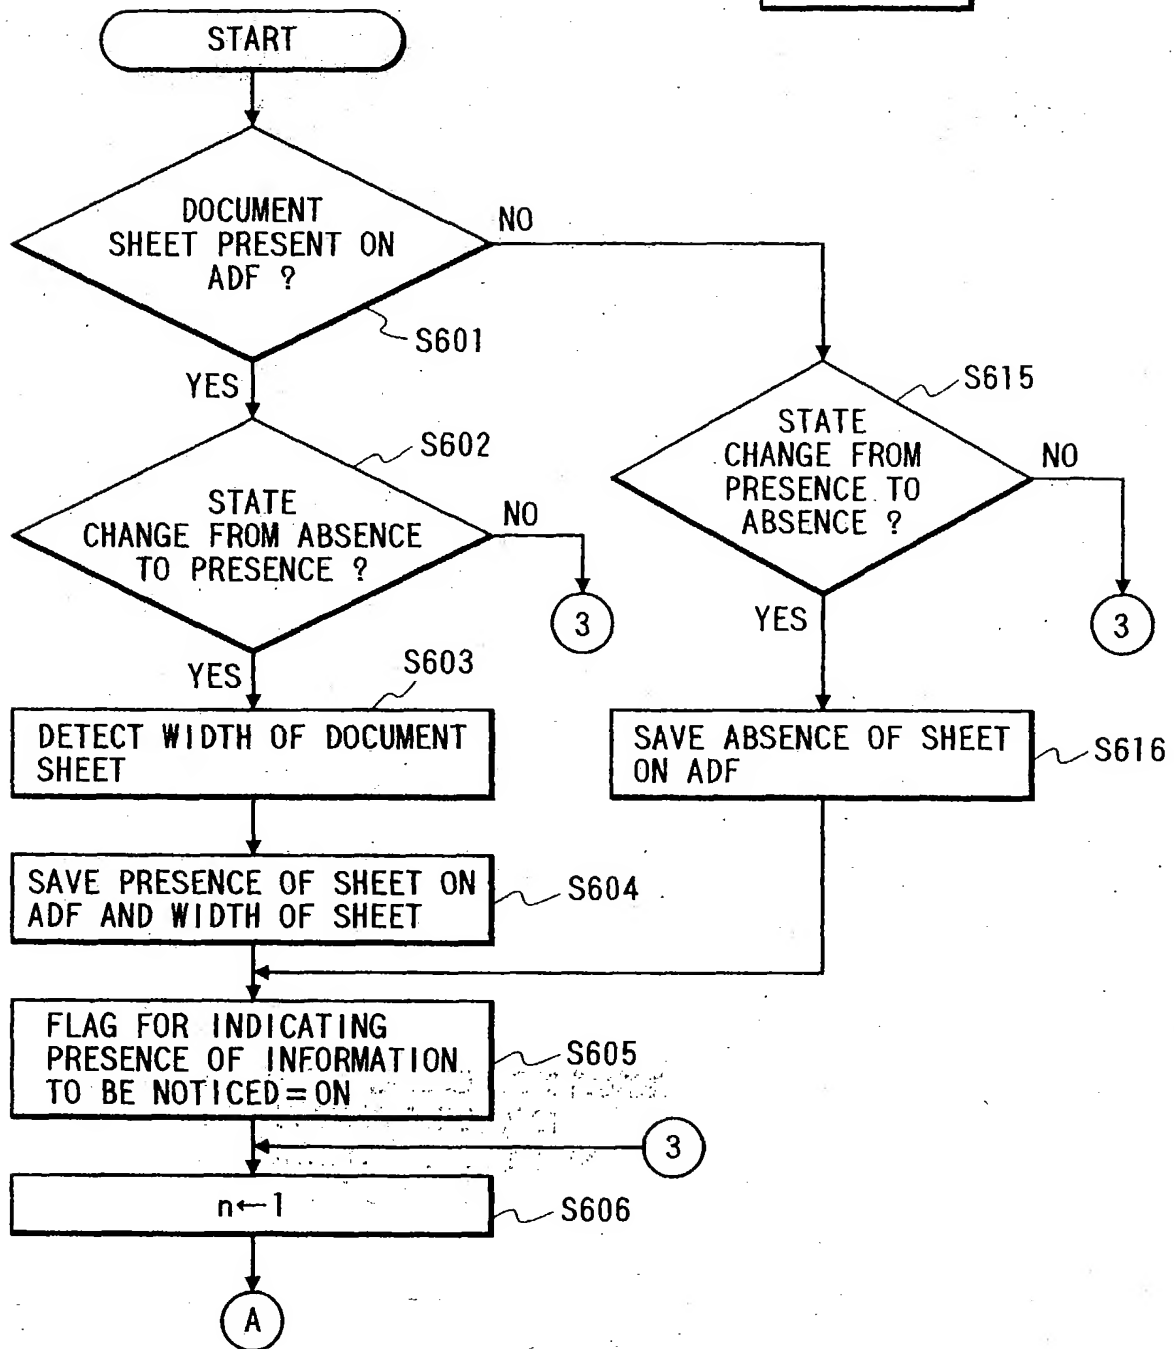 START
DOCUMENT
SHEET PRESENT ON
ADF ?
NO
S601
YES
S602
STATE
CHANGE FROM ABSENCE
TO PRESENCE ?
NO
3
YES
S615
STATE
CHANGE FROM
PRESENCE TO
ABSENCE ?
NO
3
YES
S603
DETECT WIDTH OF DOCUMENT
SHEET
SAVE ABSENCE OF SHEET
ON ADF
S616
SAVE PRESENCE OF SHEET ON
ADF AND WIDTH OF SHEET
S604
FLAG FOR INDICATING
PRESENCE OF INFORMATION
TO BE NOTICED=ON
S605
3
n←1
S606
A